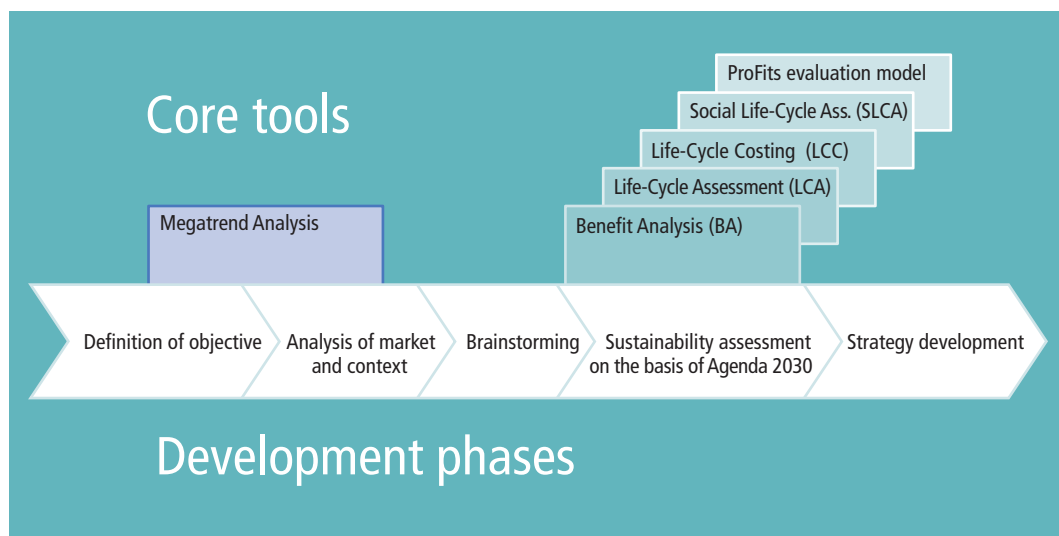 Core tools
ProFits evaluation model
Social Life-Cycle Ass. (SLCA)
Life-Cycle Costing (LCC)
Life-Cycle Assessment (LCA)
Megatrend Analysis
Benefit Analysis (BA)
Definition of objective
Analysis of market
and context
Brainstorming
Sustainability assessment
on the basis of Agenda 2030
Strategy development
Development phases